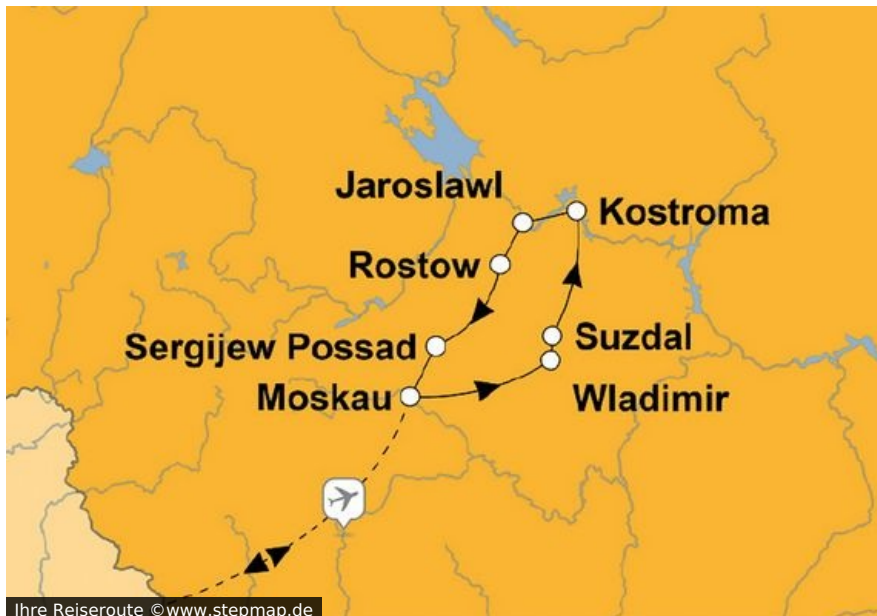 Jaroslawl
Kostroma
Rostow
Suzdal
Sergijew Possad
Moskau
Wladimir
Ihre Reiseroute ©www.stepmap.de